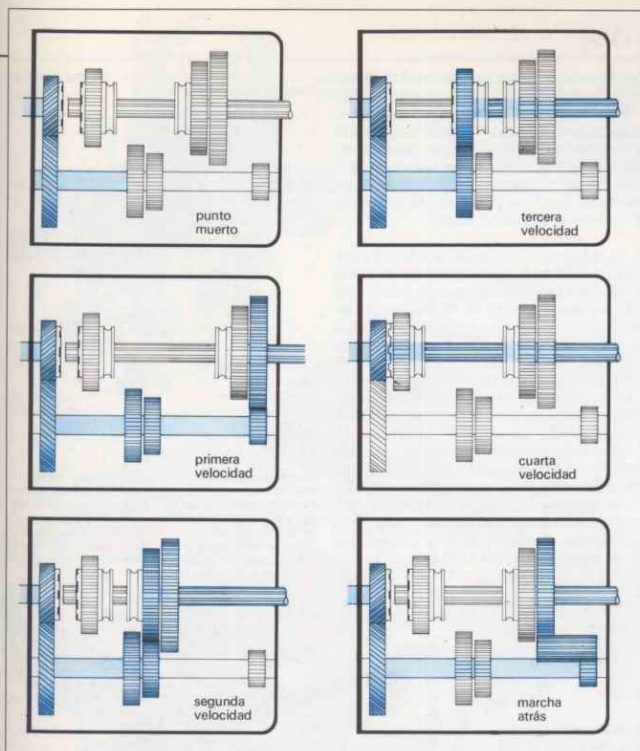 punto
muerto
tercera
velocidad
primera
velocidad
cuarta
velocidad
segunda
velocidad
marcha
atrás